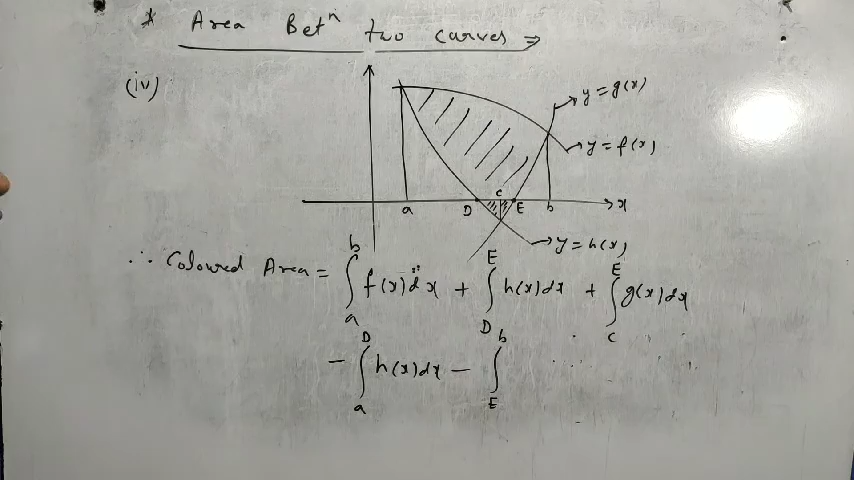 * Area Betⁿ two curves ⇒
(iv)
y = g(x)
y = f(x)
a D C E b x
y = h(x)
∴ Coloured Area = ∫_a^b f(x)dx + ∫_D^E h(x)dx + ∫_C^E g(x)dx
- ∫_a^D h(x)dx - ∫_E^b